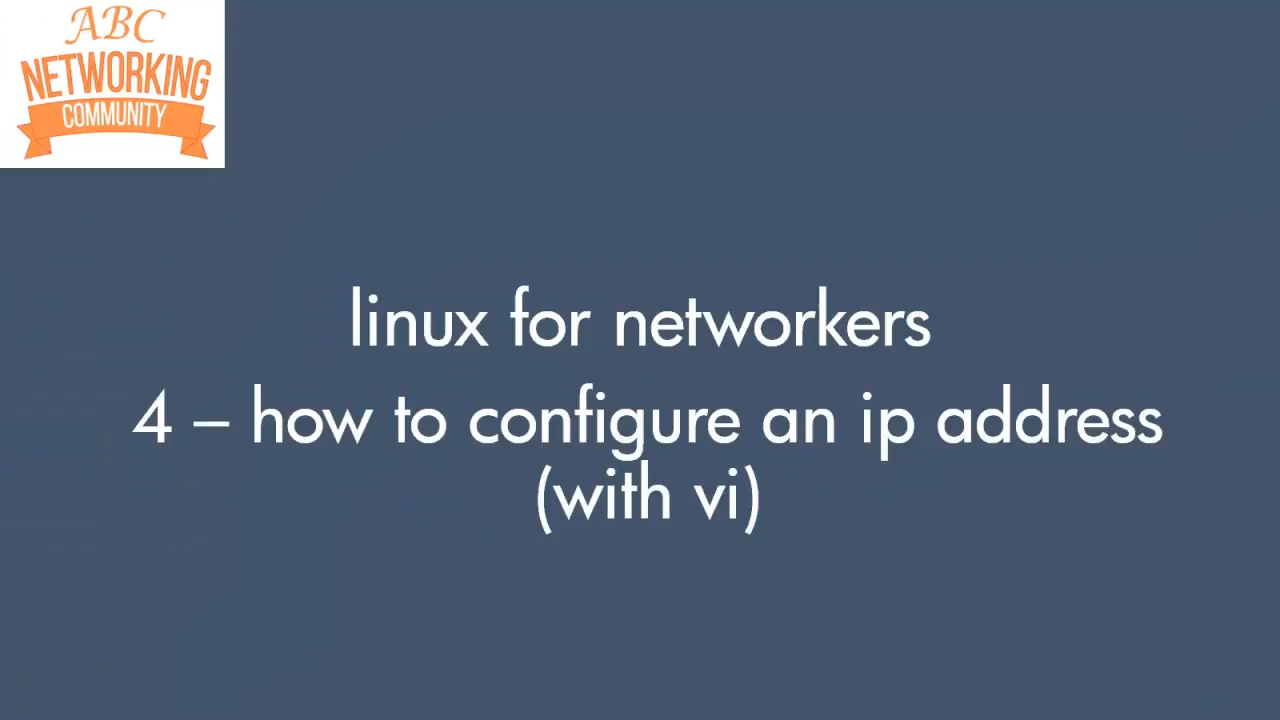 ABC
NETWORKING
COMMUNITY
linux for networkers
4 – how to configure an ip address
(with vi)